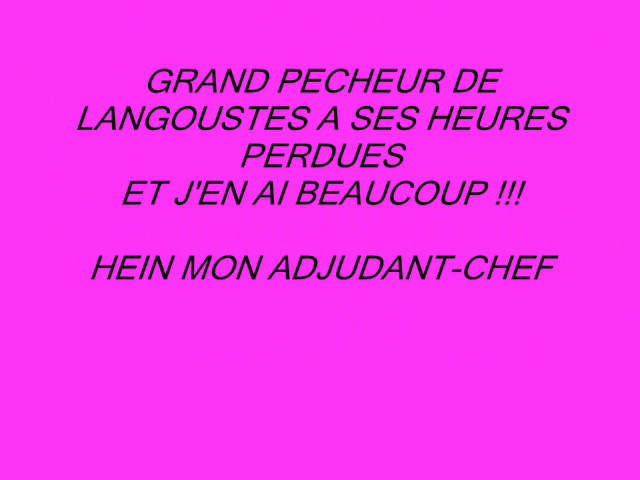 GRAND PECHEUR DE
LANGOUSTES A SES HEURES
PERDUES
ET J'EN AI BEAUCOUP !!!
HEIN MON ADJUDANT-CHEF